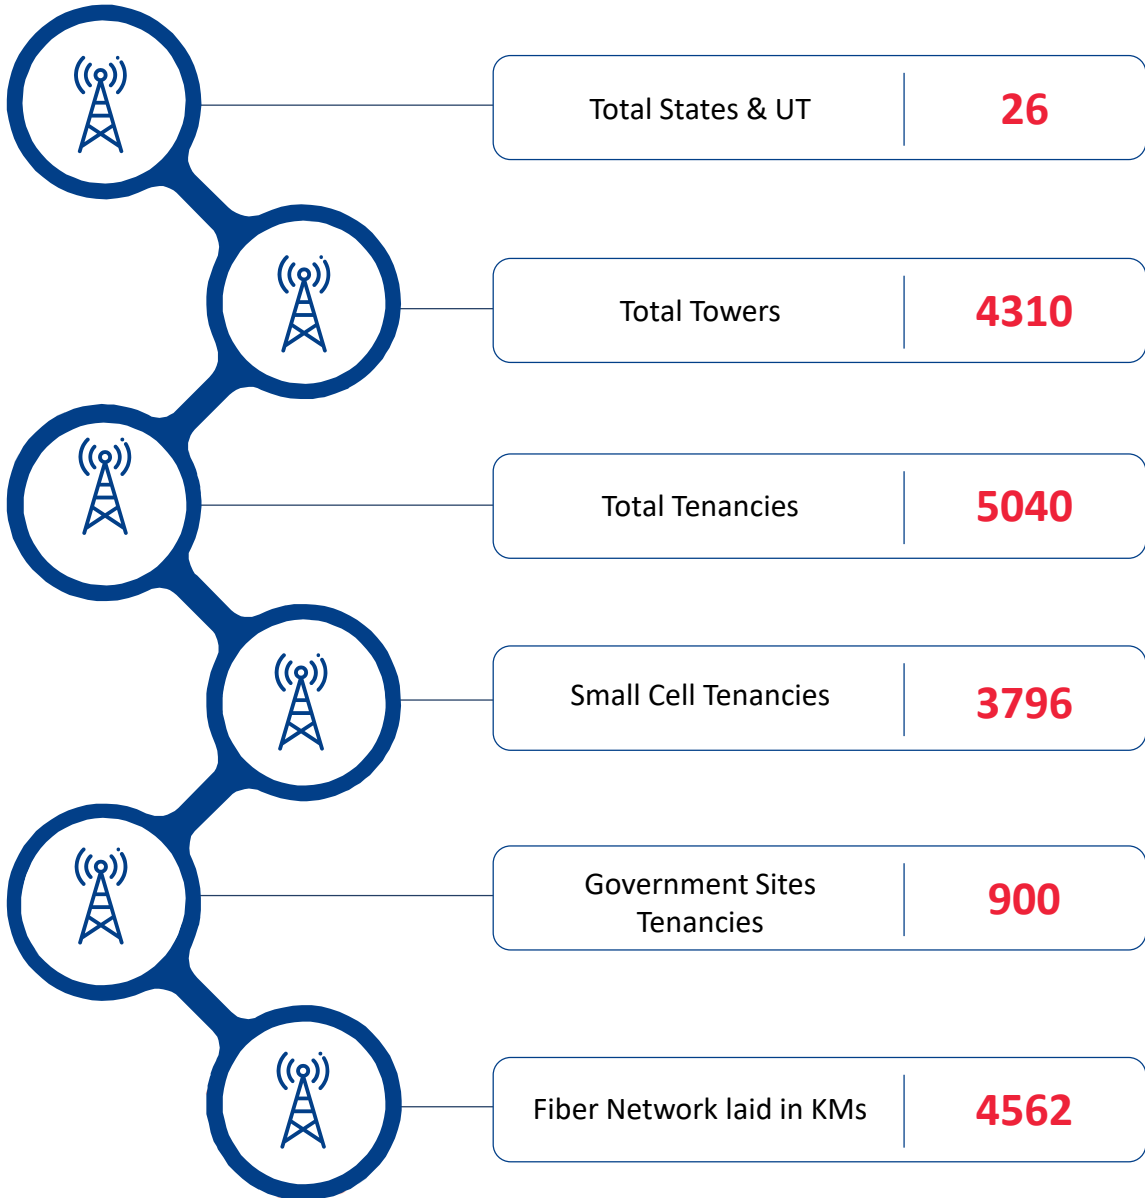 Total States & UT
26
Total Towers
4310
Total Tenancies
5040
Small Cell Tenancies
3796
Government Sites
Tenancies
900
Fiber Network laid in KMs
4562